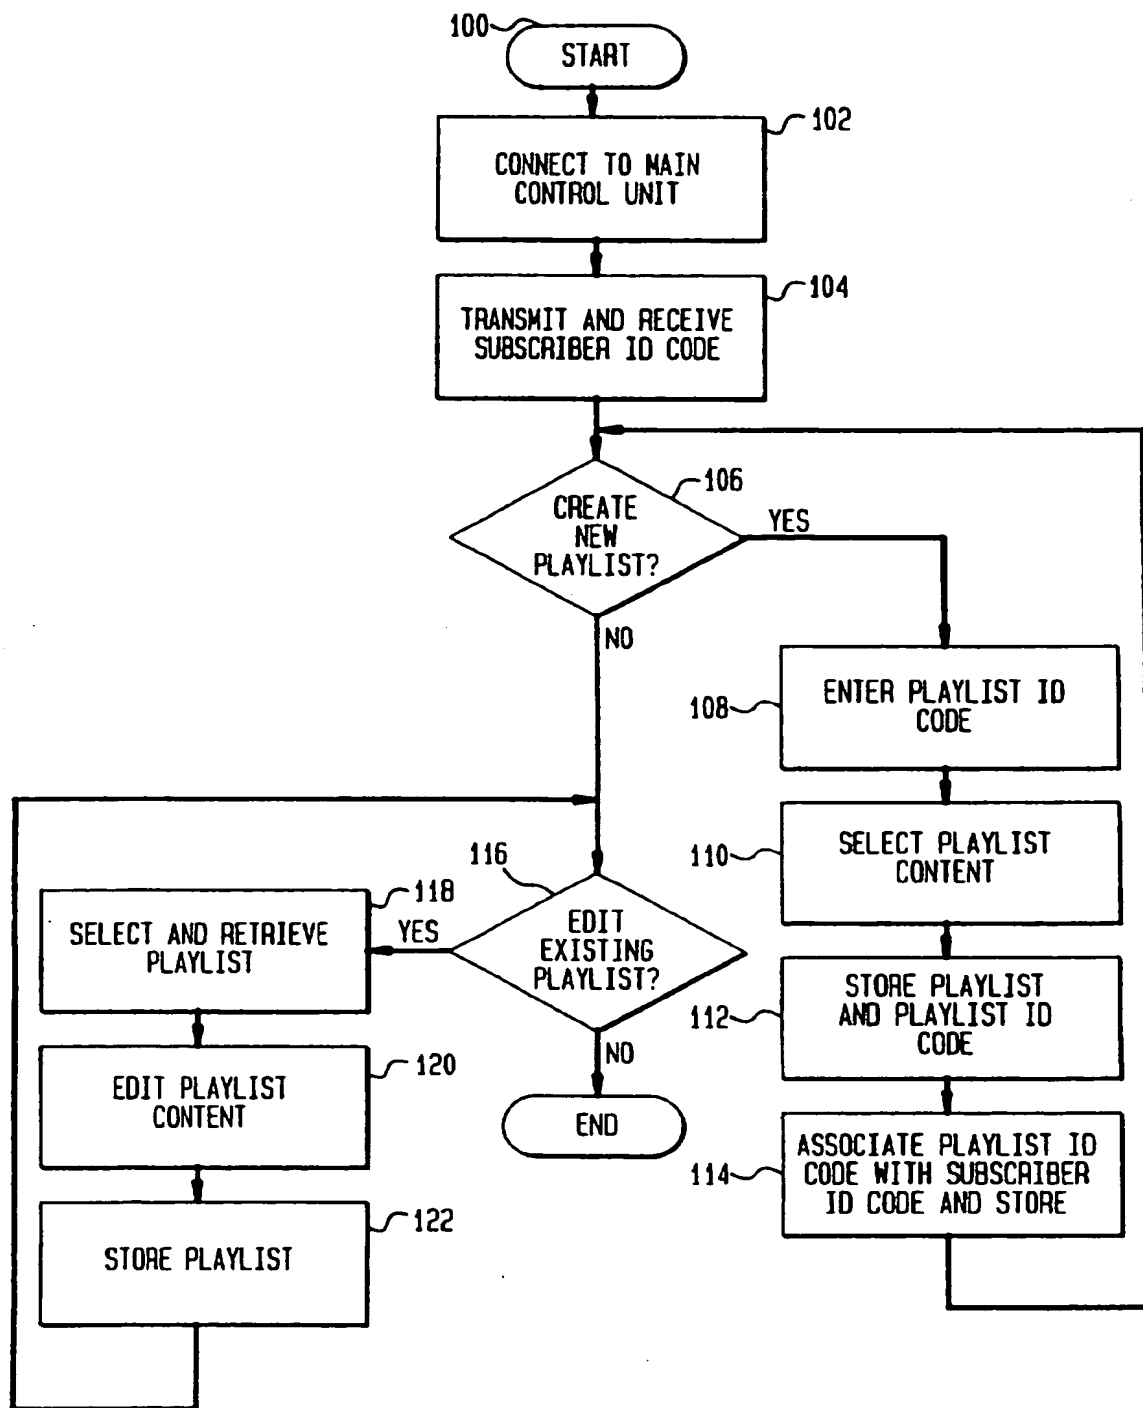 100
START
102
CONNECT TO MAIN
CONTROL UNIT
104
TRANSMIT AND RECEIVE
SUBSCRIBER ID CODE
106
CREATE
NEW
PLAYLIST?
YES
NO
108
ENTER PLAYLIST ID
CODE
110
SELECT PLAYLIST
CONTENT
112
STORE PLAYLIST
AND PLAYLIST ID
CODE
114
ASSOCIATE PLAYLIST ID
CODE WITH SUBSCRIBER
ID CODE AND STORE
116
EDIT
EXISTING
PLAYLIST?
YES
NO
118
SELECT AND RETRIEVE
PLAYLIST
120
EDIT PLAYLIST
CONTENT
122
STORE PLAYLIST
END